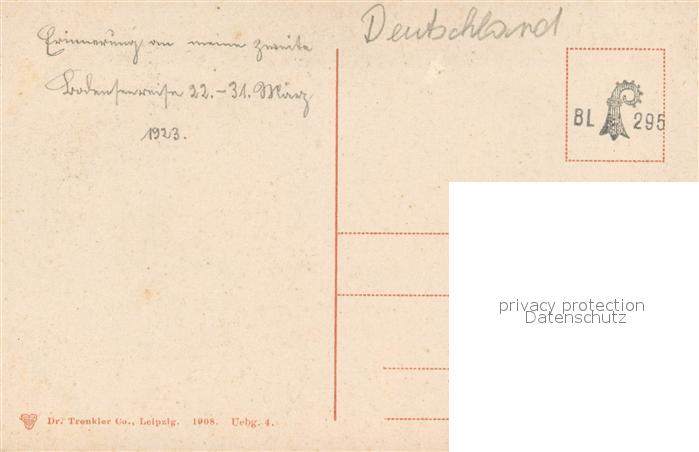 Erinnerung an meine zweite
Bodenseereise 22.-31. März
1923.
Deutschland
BL 295
privacy protection
Datenschutz
Dr. Trenkler Co., Leipzig. 1908. Uebg. 4.